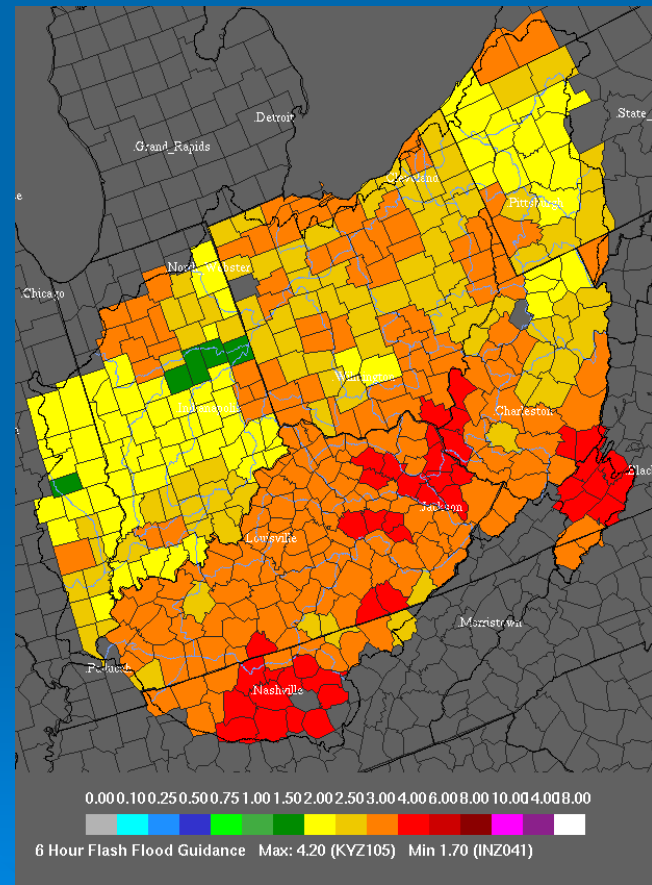 .Detroit
State_
.Grand_Rapids
.Cleveland
.Pittsburgh
North_Webster
.Chicago
.Wilmington
.Indianapolis
Charleston
.Jackson
.Louisville
Morristown
.Nashville
0.00 0.10 0.25 0.50 0.75 1.00 1.50 2.00 2.50 3.00 4.00 6.00 8.00 10.00 14.00 18.00
6 Hour Flash Flood Guidance Max: 4.20 (KYZ105) Min 1.70 (INZ041)